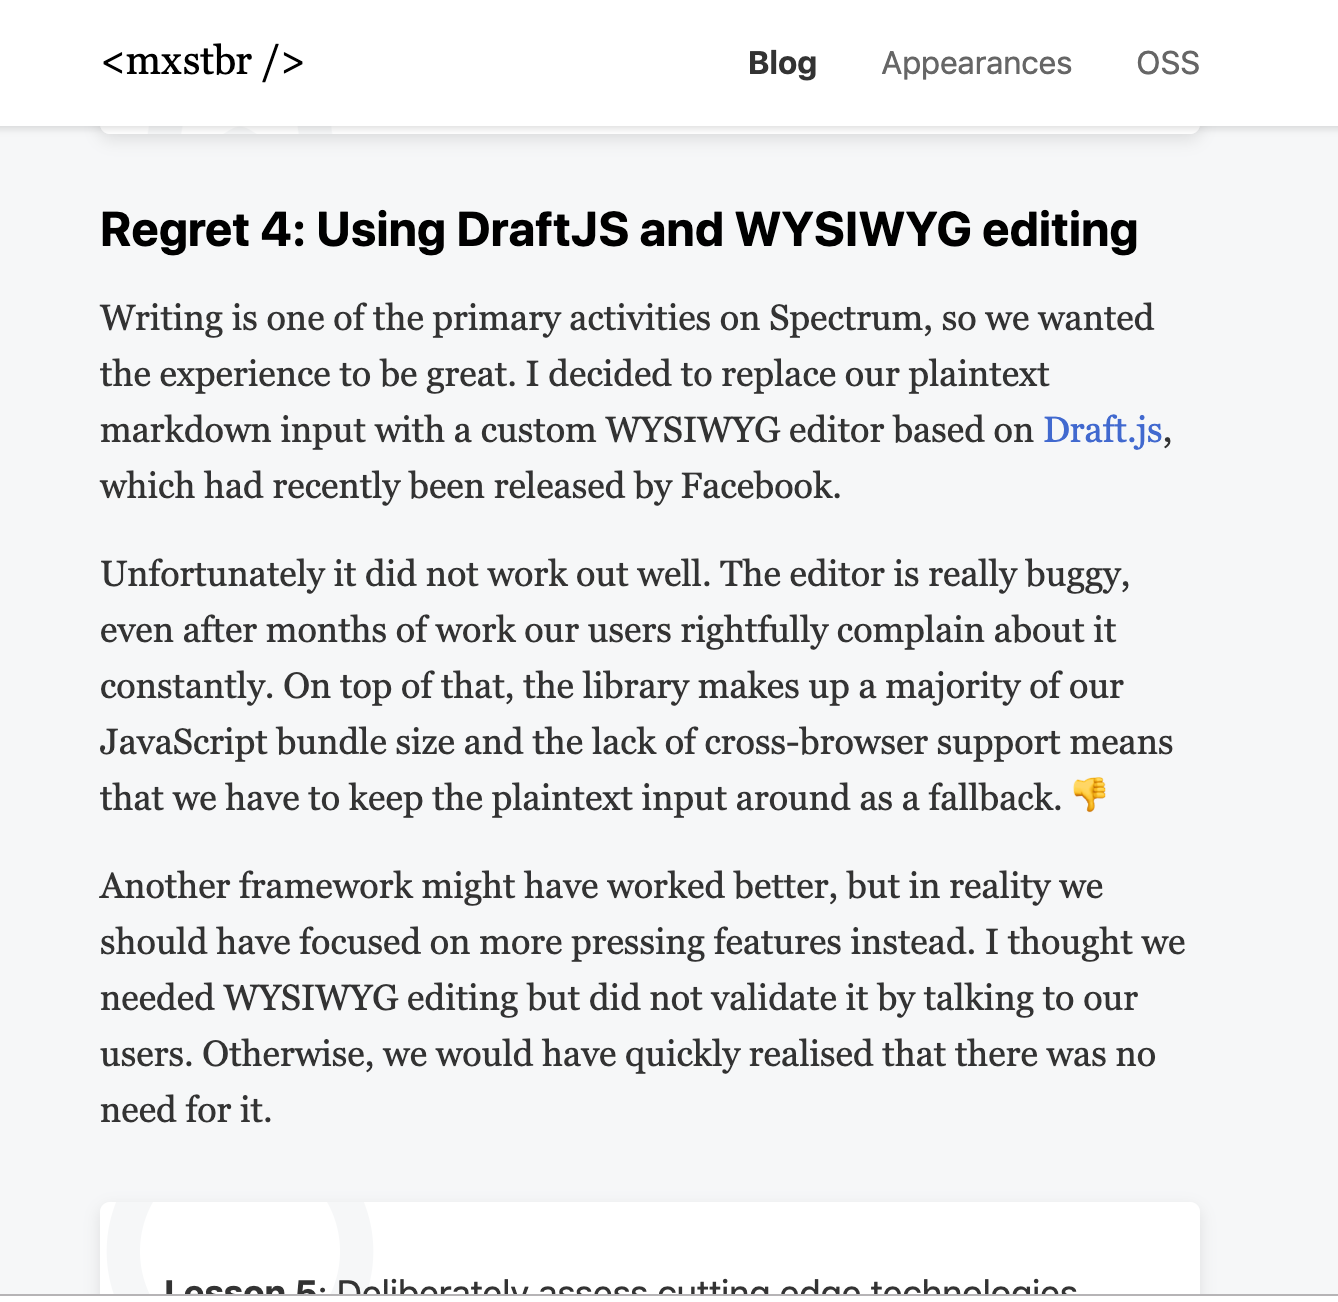 <mxstbr />
Blog
Appearances
OSS
Regret 4: Using DraftJS and WYSIWYG editing
Writing is one of the primary activities on Spectrum, so we wanted
the experience to be great. I decided to replace our plaintext
markdown input with a custom WYSIWYG editor based on Draft.js,
which had recently been released by Facebook.
Unfortunately it did not work out well. The editor is really buggy,
even after months of work our users rightfully complain about it
constantly. On top of that, the library makes up a majority of our
JavaScript bundle size and the lack of cross-browser support means
that we have to keep the plaintext input around as a fallback. 👎
Another framework might have worked better, but in reality we
should have focused on more pressing features instead. I thought we
needed WYSIWYG editing but did not validate it by talking to our
users. Otherwise, we would have quickly realised that there was no
need for it.
Lesson 5: Deliberately assess cutting edge technologies